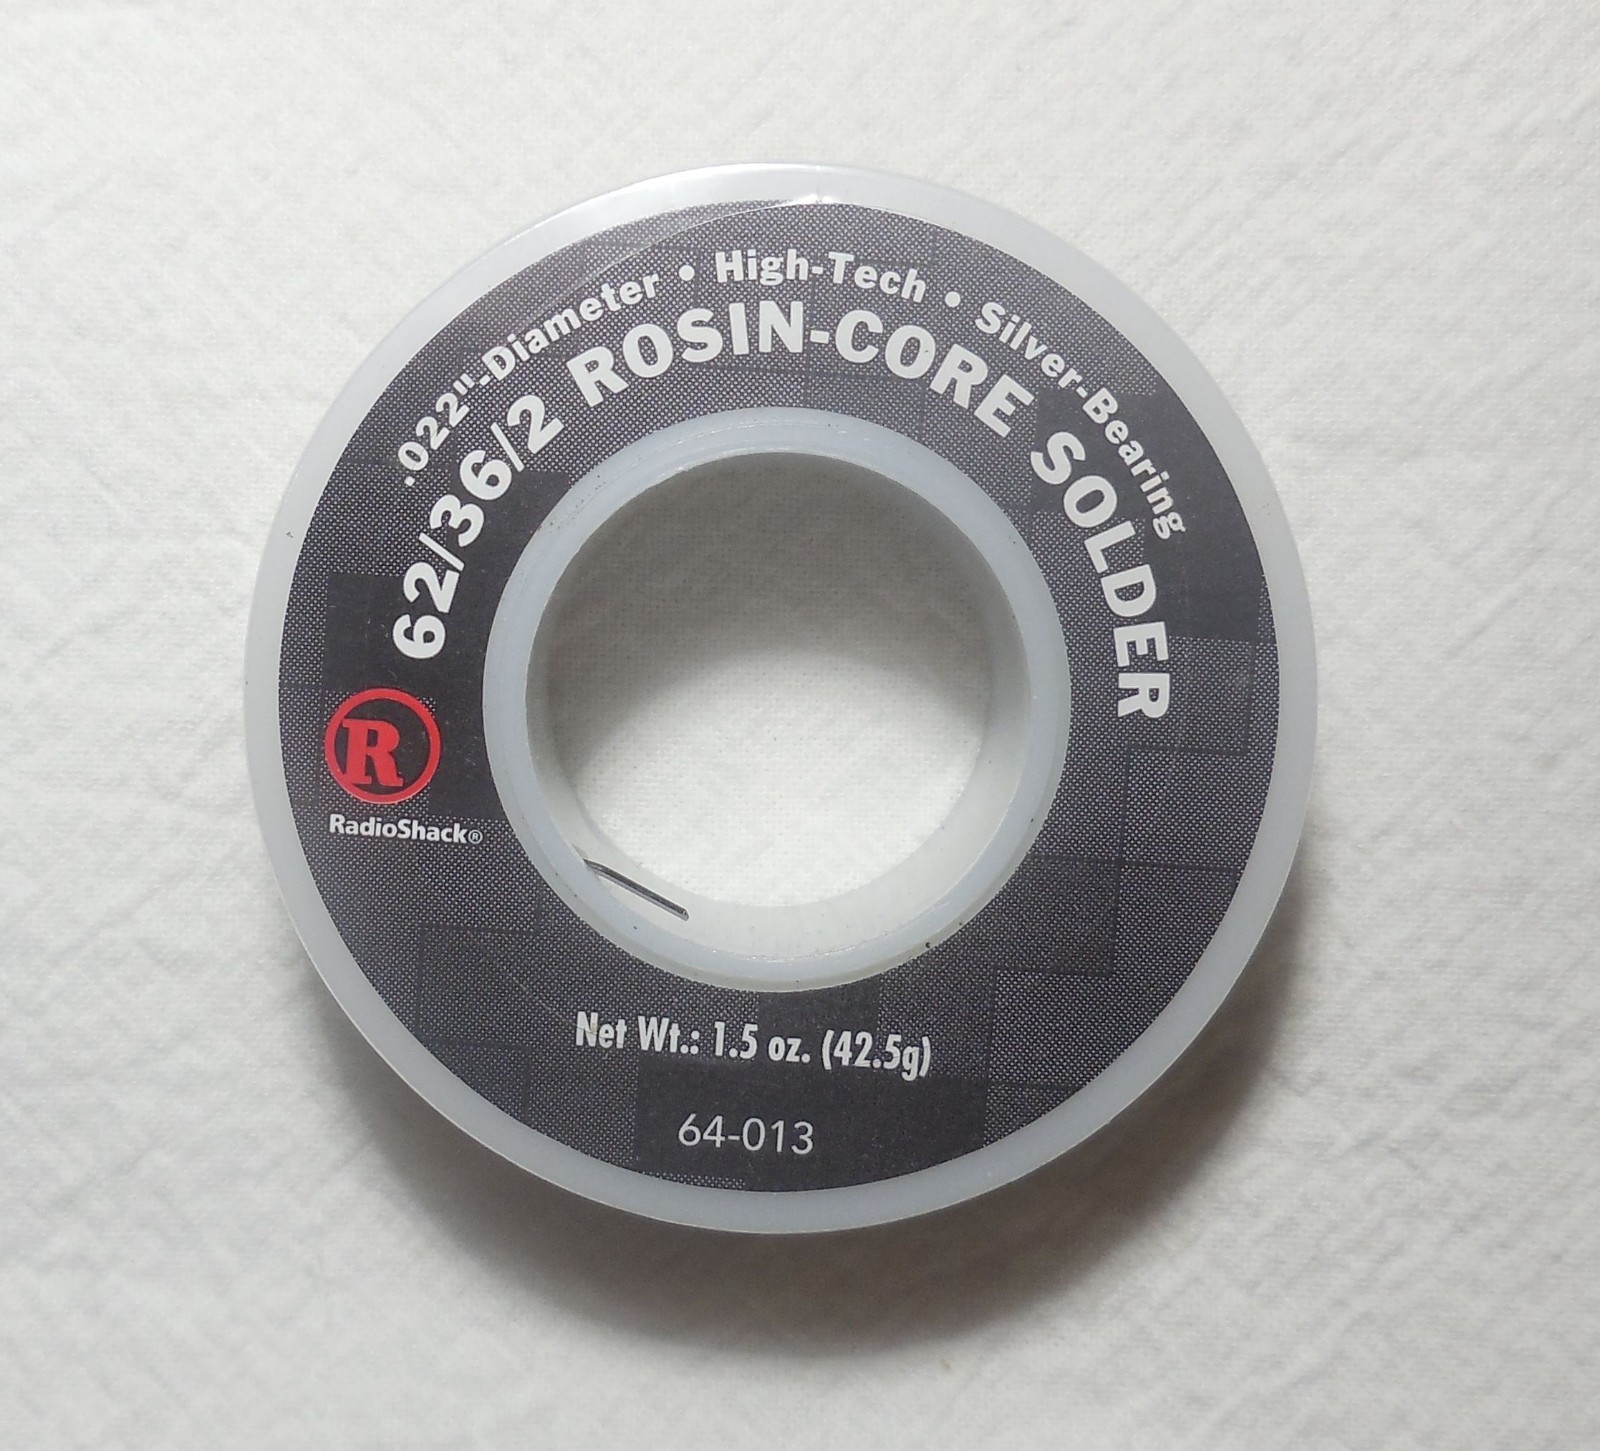 .022"-Diameter • High-Tech • Silver-Bearing
62/36/2 ROSIN-CORE SOLDER
R
RadioShack®
Net Wt.: 1.5 oz. (42.5g)
64-013